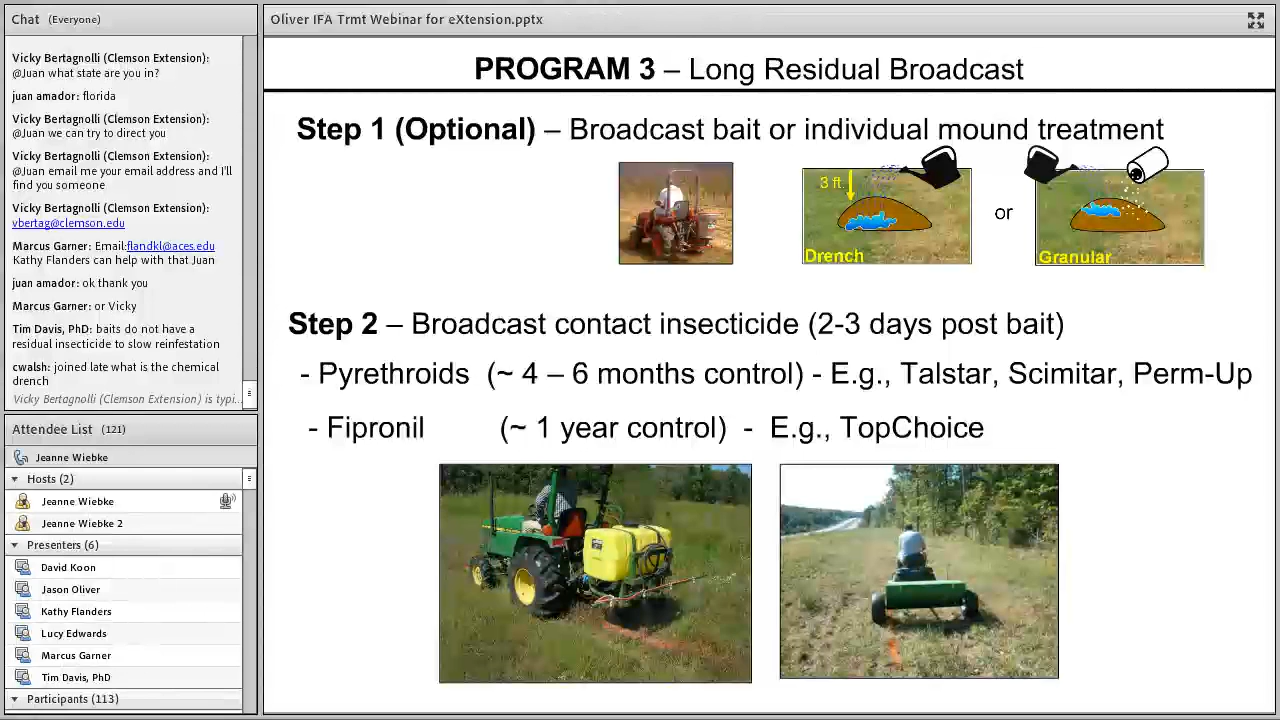 Chat (Everyone)
Vicky Bertagnolli (Clemson Extension):
@Juan what state are you in?
juan amador: florida
Vicky Bertagnolli (Clemson Extension):
@Juan we can try to direct you
Vicky Bertagnolli (Clemson Extension):
@Juan email me your email address and I'll
find you someone
Vicky Bertagnolli (Clemson Extension):
vbertag@clemson.edu
Marcus Garner: Email:flandkl@aces.edu
Kathy Flanders can help with that Juan
juan amador: ok thank you
Marcus Garner: or Vicky
Tim Davis, PhD: baits do not have a
residual insecticide to slow reinfestation
cwalsh: joined late what is the chemical
drench
Vicky Bertagnolli (Clemson Extension) is typi...
Attendee List (121)
Jeanne Wiebke
Hosts (2)
Jeanne Wiebke
Jeanne Wiebke 2
Presenters (6)
David Koon
Jason Oliver
Kathy Flanders
Lucy Edwards
Marcus Garner
Tim Davis, PhD
Participants (113)
Oliver IFA Trmt Webinar for eXtension.pptx
PROGRAM 3 – Long Residual Broadcast
Step 1 (Optional) – Broadcast bait or individual mound treatment
3 ft.
Drench
or
Granular
Step 2 – Broadcast contact insecticide (2-3 days post bait)
- Pyrethroids (~ 4 – 6 months control) - E.g., Talstar, Scimitar, Perm-Up
- Fipronil (~ 1 year control) - E.g., TopChoice